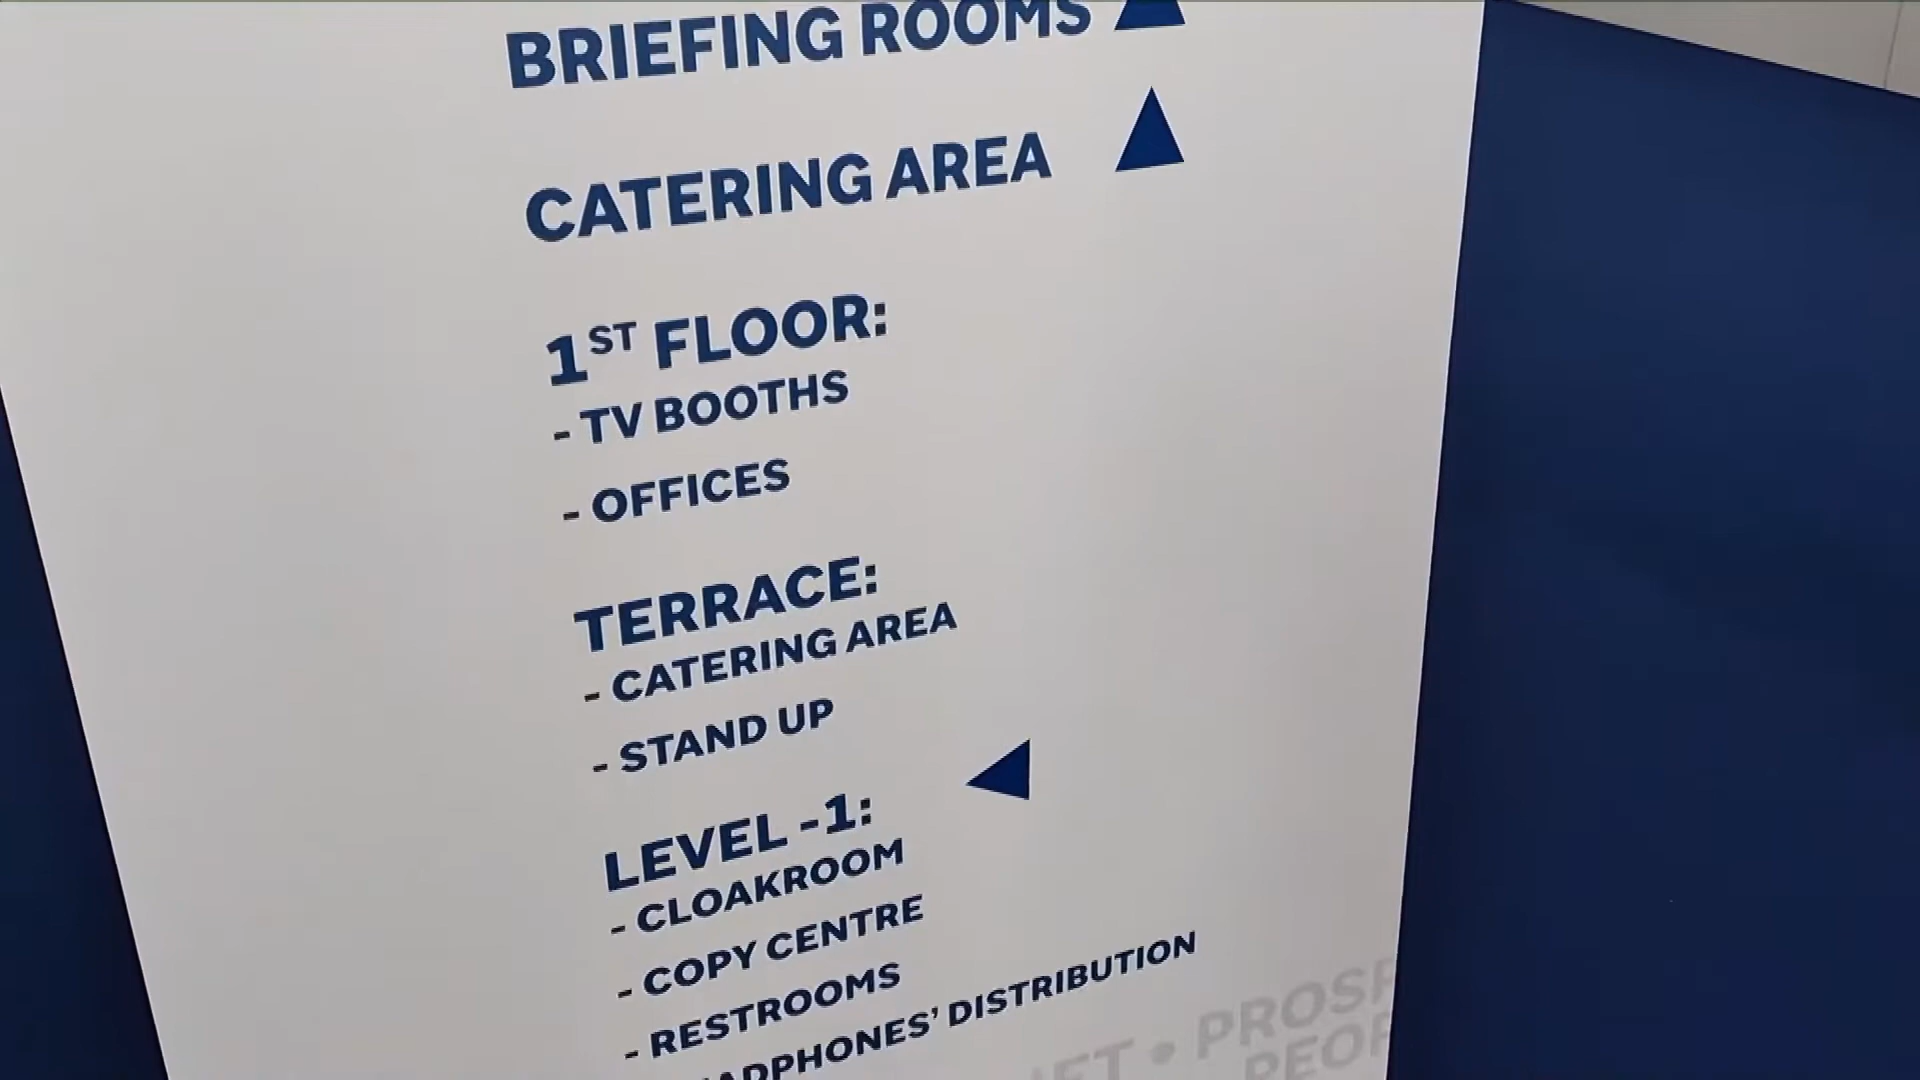 BRIEFING ROOMS
CATERING AREA
1ST FLOOR:
- TV BOOTHS
- OFFICES
TERRACE:
- CATERING AREA
- STAND UP
LEVEL -1:
- CLOAKROOM
- COPY CENTRE
- RESTROOMS
DISTRIBUTION